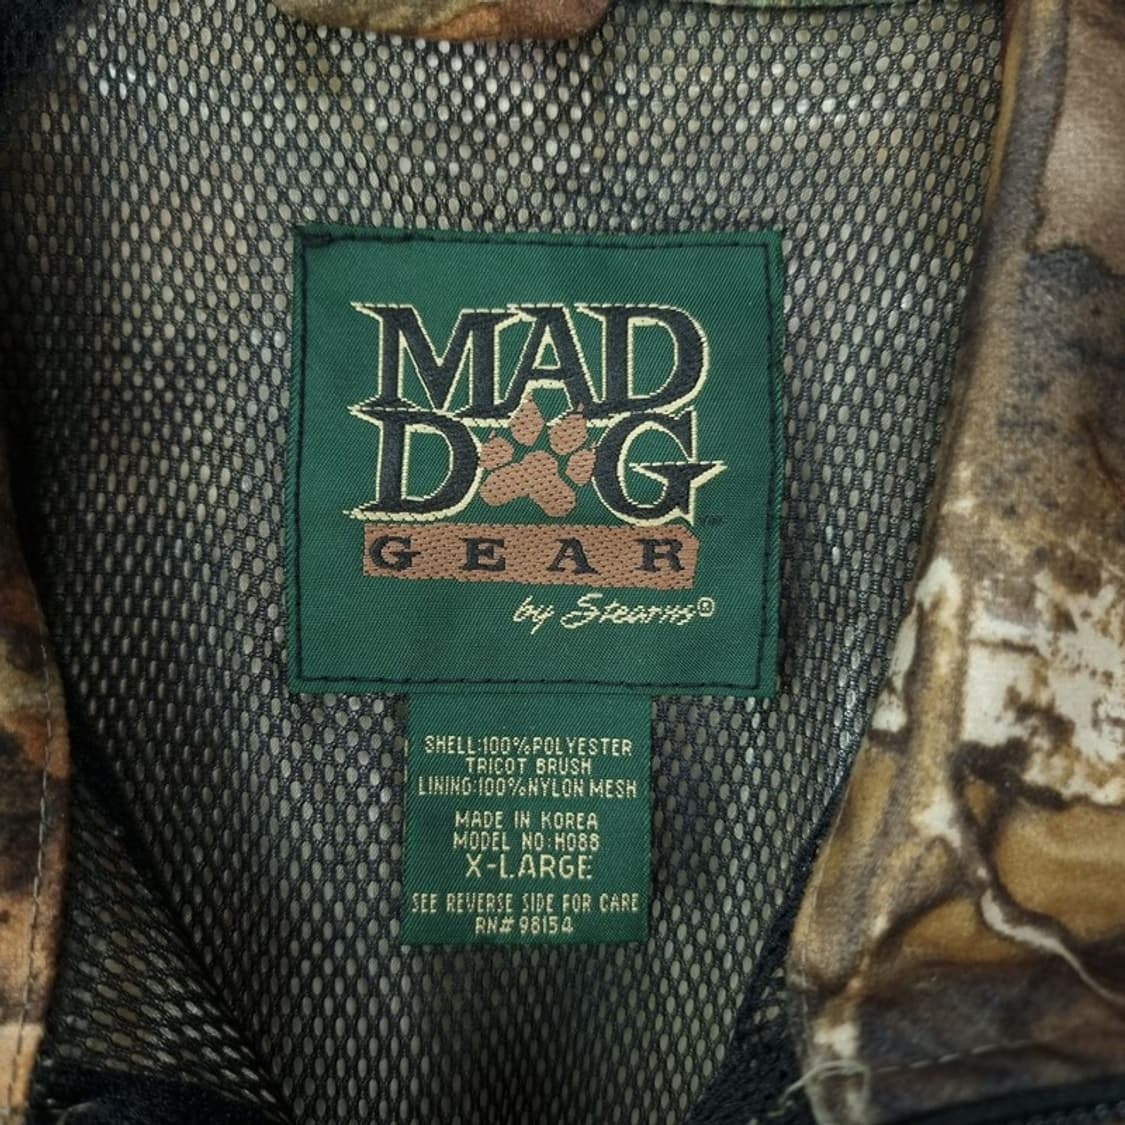 MAD
DOG
GEAR
by Stearns®
SHELL:100%POLYESTER
TRICOT BRUSH
LINING:100%NYLON MESH
MADE IN KOREA
MODEL NO:H088
X-LARGE
SEE REVERSE SIDE FOR CARE
RN# 98154